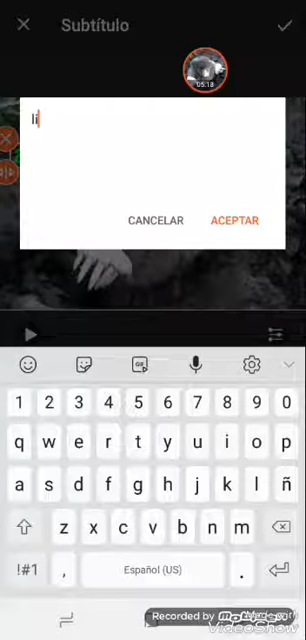 Subtítulo
05:18
li
CANCELAR ACEPTAR
1 2 3 4 5 6 7 8 9 0
q w e r t y u i o p
a s d f g h j k l ñ
z x c v b n m
!#1 , Español (US) .
Recorded by
VideoShow